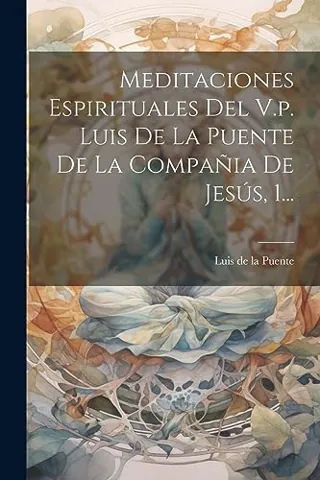 Meditaciones
Espirituales Del V.p.
Luis De La Puente
De La Compañia De
Jesús, 1...
Luis de la Puente